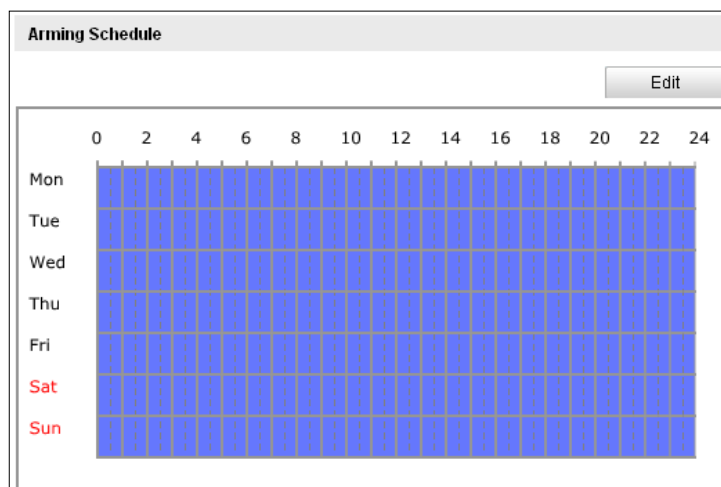 Arming Schedule
Edit
0 2 4 6 8 10 12 14 16 18 20 22 24
Mon
Tue
Wed
Thu
Fri
Sat
Sun